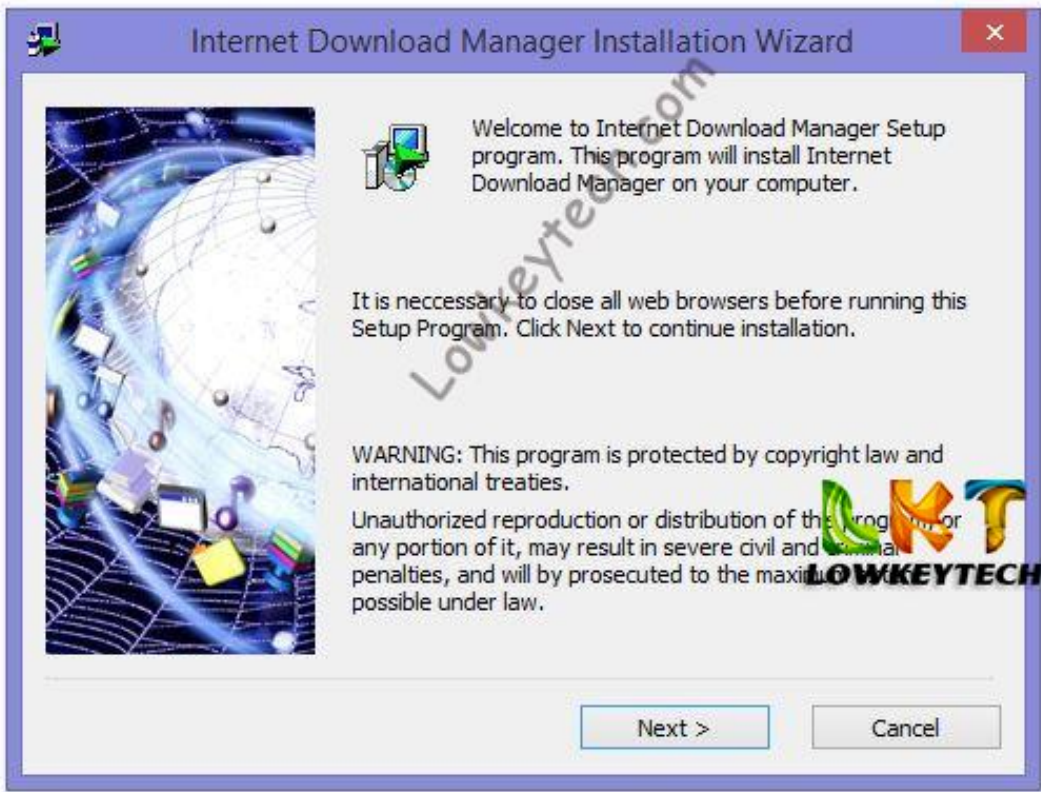 Internet Download Manager Installation Wizard
Welcome to Internet Download Manager Setup
program. This program will install Internet
Download Manager on your computer.
It is neccessary to close all web browsers before running this
Setup Program. Click Next to continue installation.
Lowkeytech.com
WARNING: This program is protected by copyright law and
international treaties.
Unauthorized reproduction or distribution of this program, or
any portion of it, may result in severe civil and criminal
penalties, and will by prosecuted to the maximum
possible under law.
LKT
LOWKEYTECH
Next >
Cancel